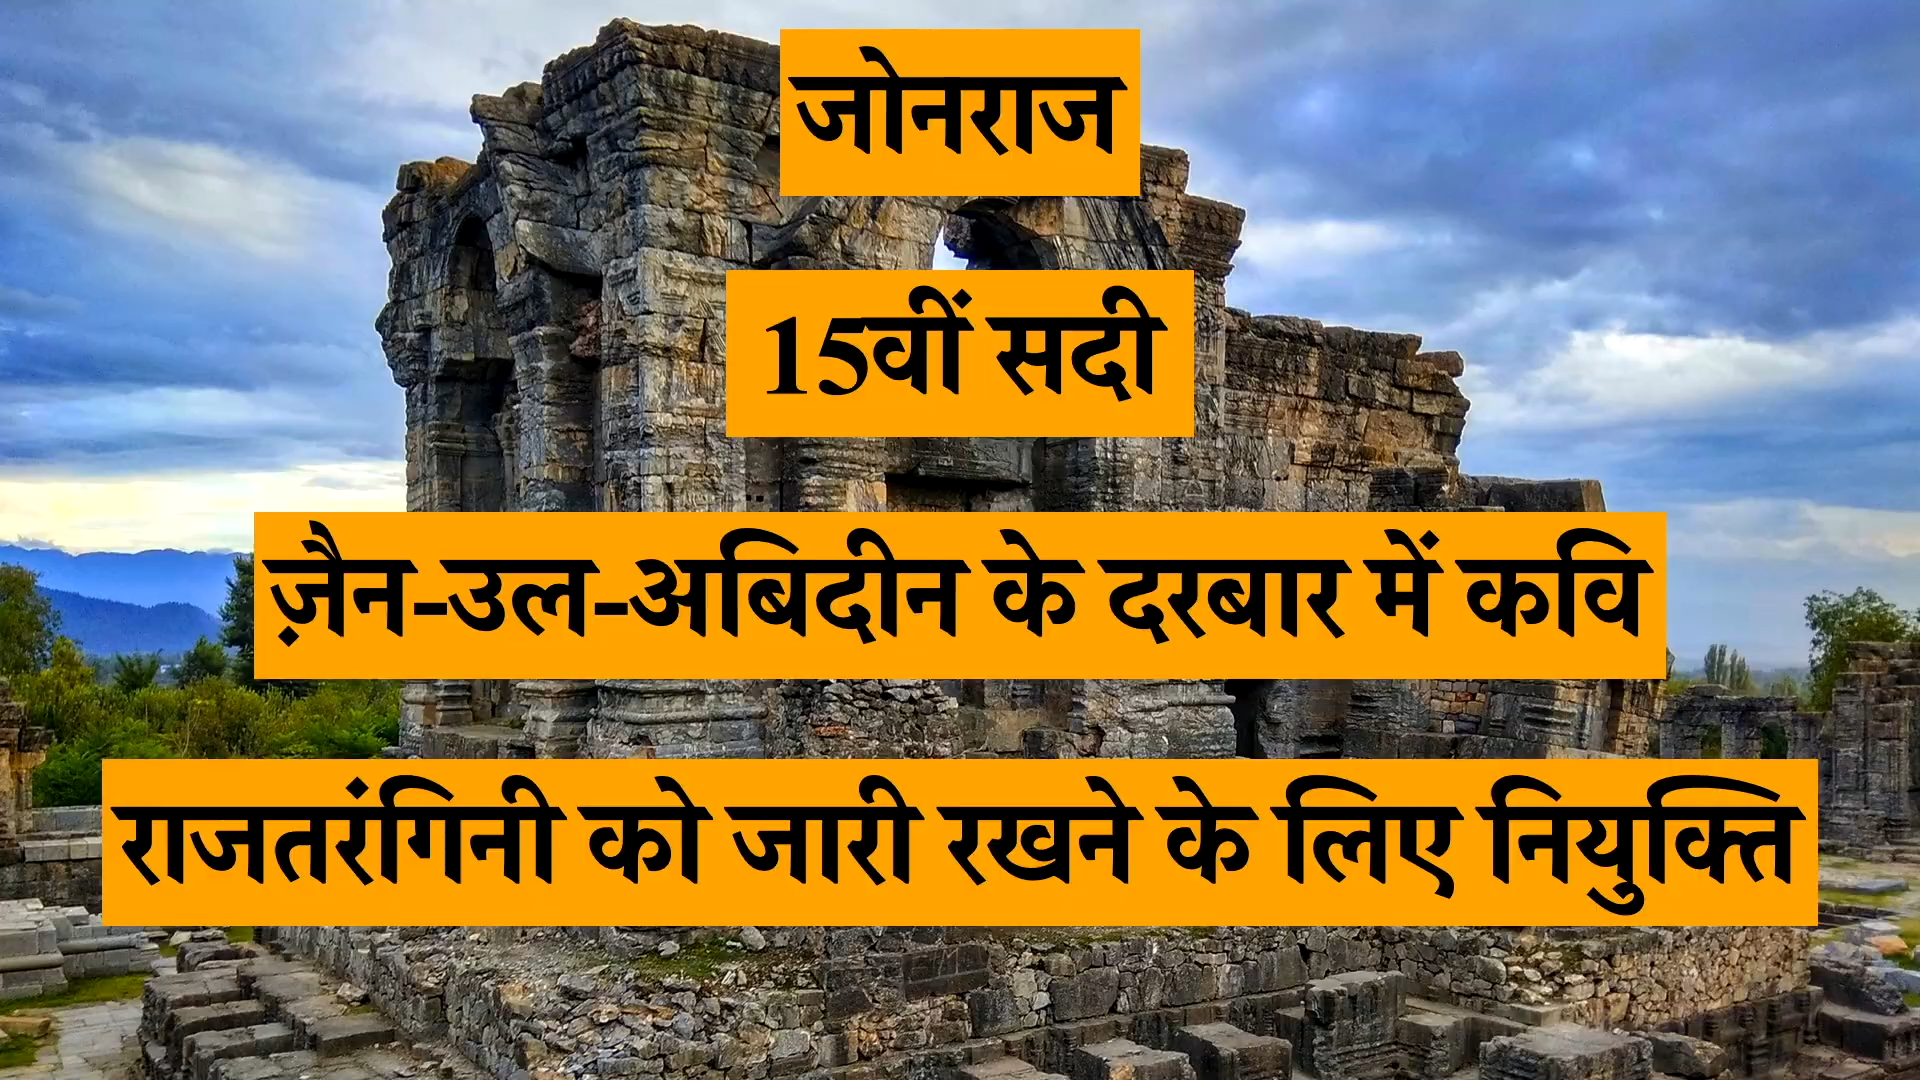 जोनराज
15वीं सदी
ज़ैन-उल-अबिदीन के दरबार में कवि
राजतरंगिनी को जारी रखने के लिए नियुक्ति